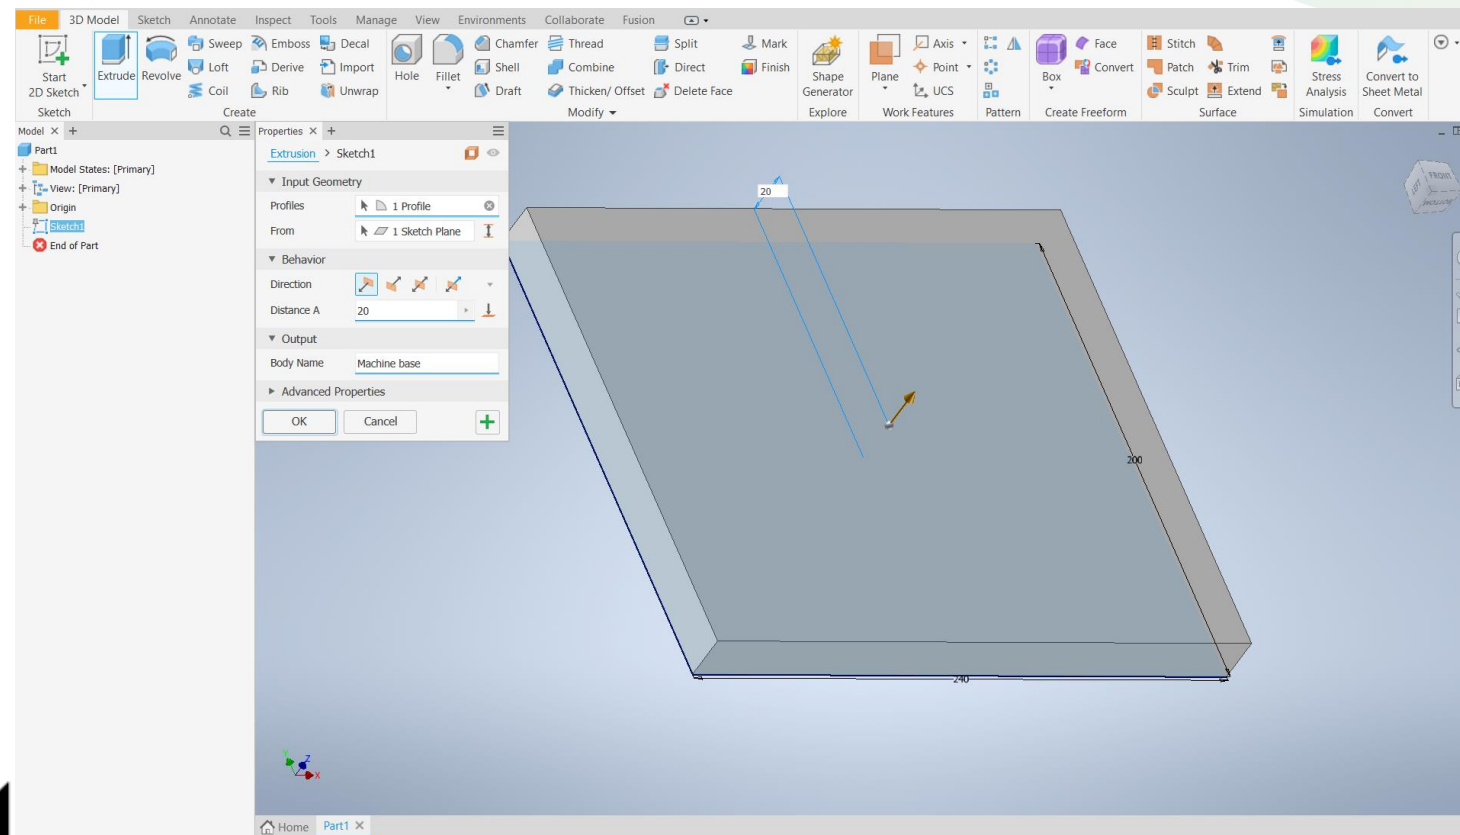 File 3D Model Sketch Annotate Inspect Tools Manage View Environments Collaborate Fusion
Start
2D Sketch
Extrude
Revolve
Sweep
Loft
Coil
Emboss
Derive
Rib
Decal
Import
Unwrap
Hole
Fillet
Chamfer
Shell
Draft
Thread
Combine
Thicken/ Offset
Split
Direct
Delete Face
Mark
Finish
Shape
Generator
Plane
Axis
Point
UCS
Box
Face
Convert
Stitch
Patch
Sculpt
Trim
Extend
Stress
Analysis
Convert to
Sheet Metal
Sketch Create Modify Explore Work Features Pattern Create Freeform Surface Simulation Convert
Model × +
Part1
Model States: [Primary]
View: [Primary]
Origin
Sketch1
End of Part
Properties × +
Extrusion > Sketch1
Input Geometry
Profiles 1 Profile
From 1 Sketch Plane
Behavior
Direction
Distance A 20
Output
Body Name Machine base
Advanced Properties
OK Cancel
20
FRONT
200
240
Y
Z
X
Home Part1 ×